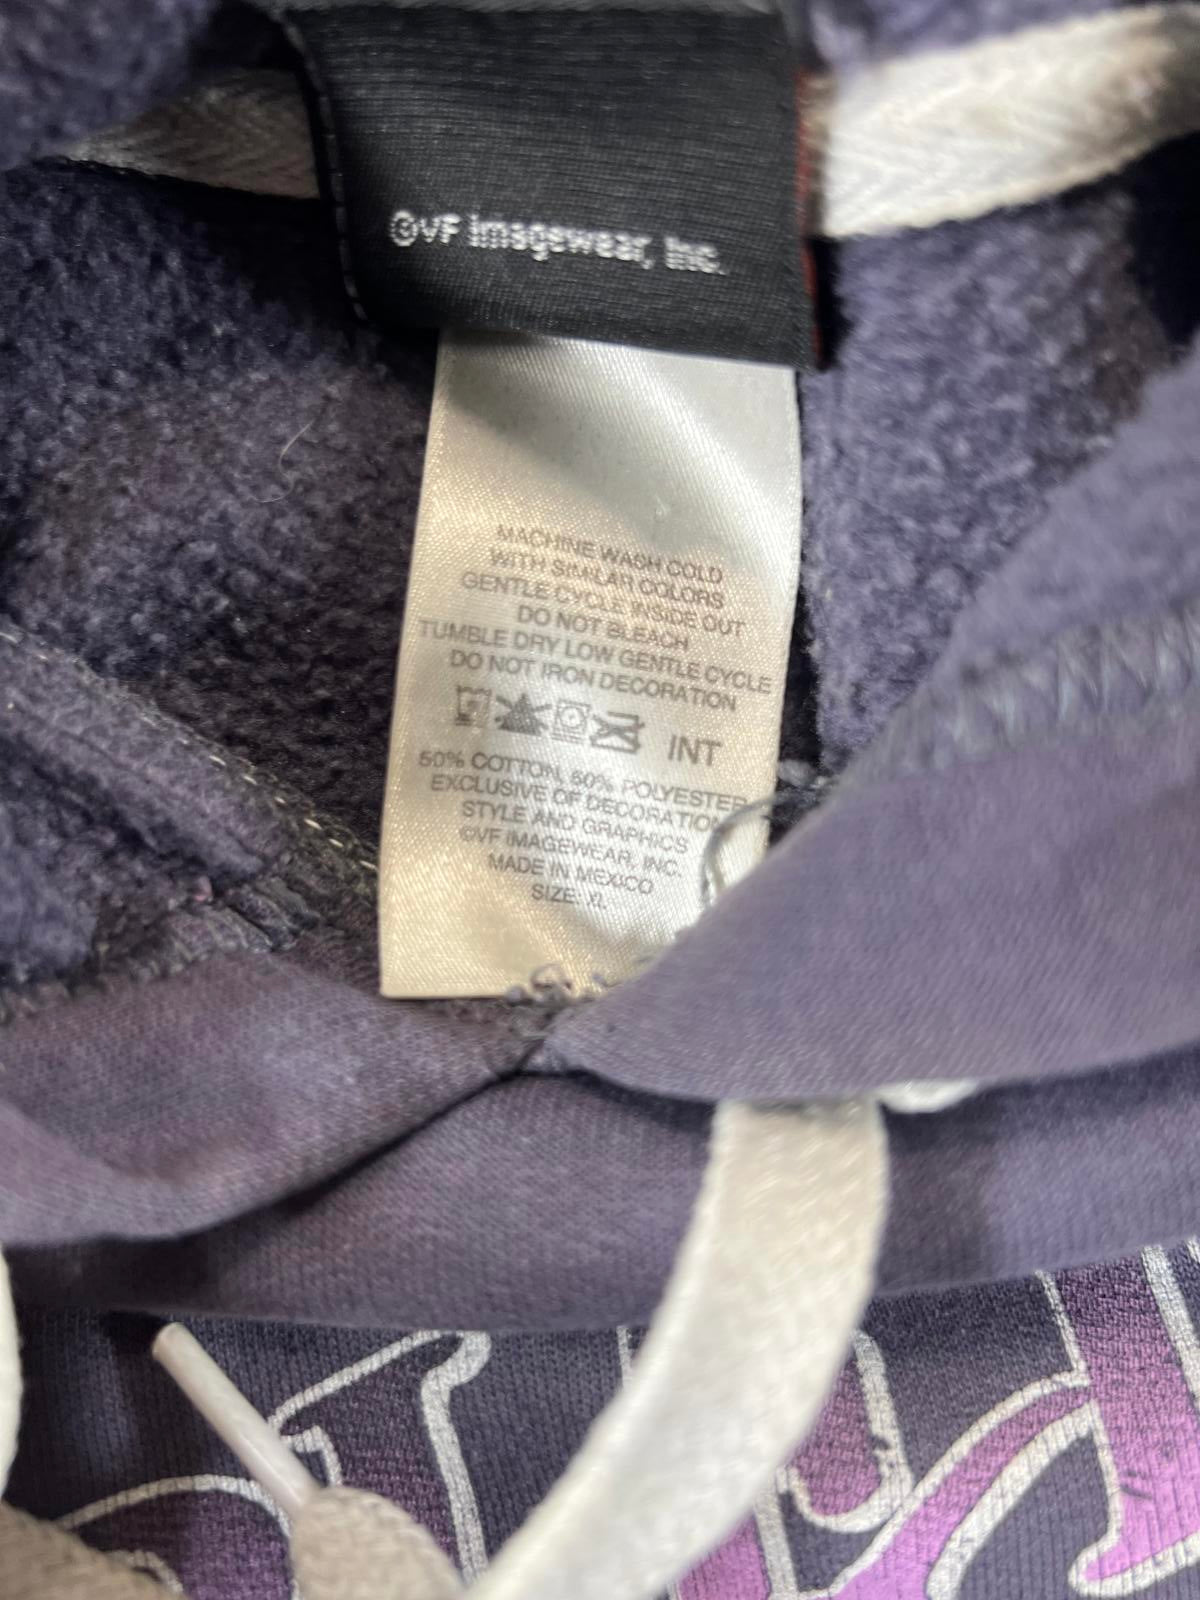 ©VF Imagewear, Inc.
MACHINE WASH COLD
WITH SIMILAR COLORS
GENTLE CYCLE INSIDE OUT
DO NOT BLEACH
TUMBLE DRY LOW GENTLE CYCLE
DO NOT IRON DECORATION
INT
50% COTTON, 50% POLYESTER
EXCLUSIVE OF DECORATION
STYLE AND GRAPHICS
©VF IMAGEWEAR, INC.
MADE IN MEXICO
SIZE: XL